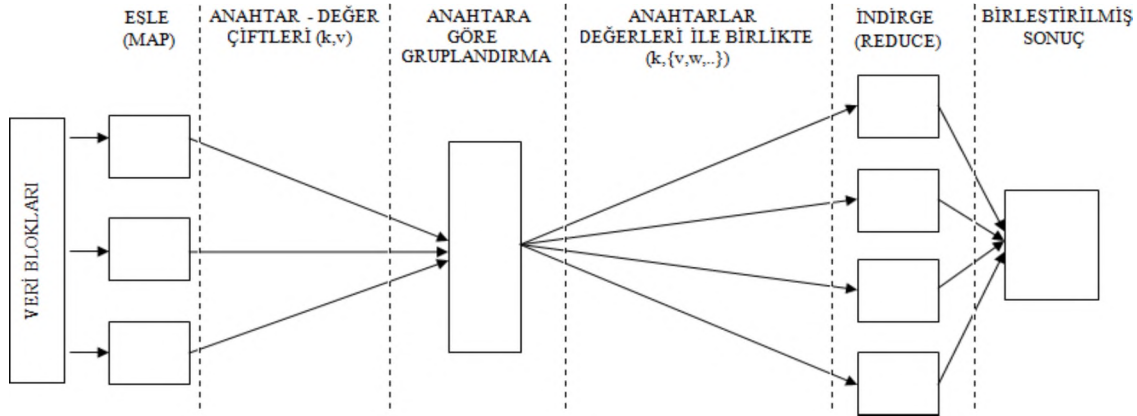 EŞLE
(MAP)
ANAHTAR - DEĞER
ÇİFTLERİ (k,v)
ANAHTARA
GÖRE
GRUPLANDIRMA
ANAHTARLAR
DEĞERLERİ İLE BİRLİKTE
(k,{v,w,..})
İNDİRGE
(REDUCE)
BİRLEŞTİRİLMİŞ
SONUÇ
VERİ BLOKLARI